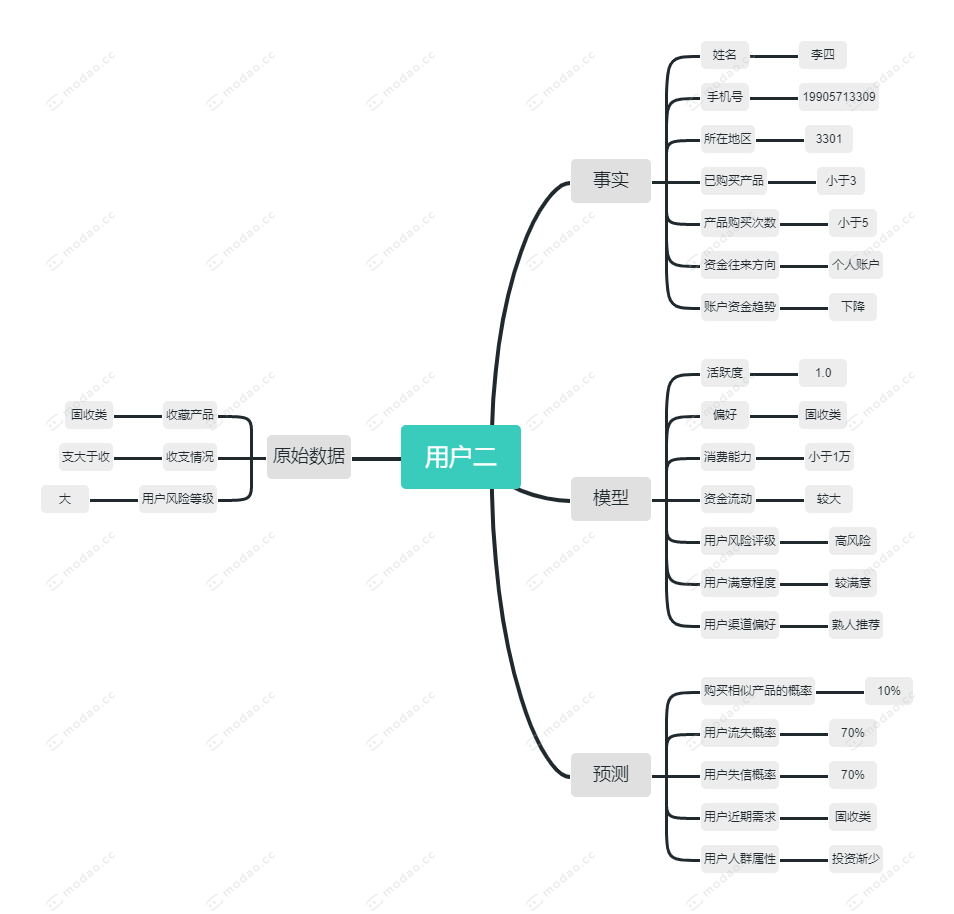 用户二
原始数据
收藏产品 固收类
收支情况 支大于收
用户风险等级 大
事实
姓名 李四
手机号 19905713309
所在地区 3301
已购买产品 小于3
产品购买次数 小于5
资金往来方向 个人账户
账户资金趋势 下降
模型
活跃度 1.0
偏好 固收类
消费能力 小于1万
资金流动 较大
用户风险评级 高风险
用户满意程度 较满意
用户渠道偏好 熟人推荐
预测
购买相似产品的概率 10%
用户流失概率 70%
用户失信概率 70%
用户近期需求 固收类
用户人群属性 投资渐少
modao.cc